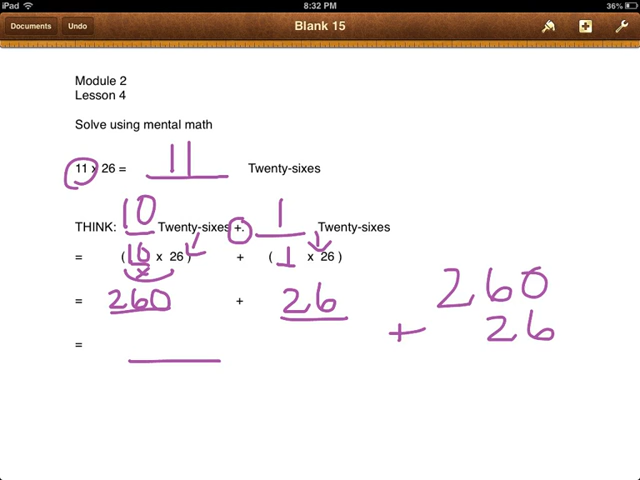 iPad 8:32 PM 36%
Documents Undo Blank 15
Module 2
Lesson 4
Solve using mental math
11 x 26 = 11 Twenty-sixes
THINK: 10 Twenty-sixes +. 1 Twenty-sixes
= ( 10 x 26 ) + ( 1 x 26 )
= 260 + 26
=
260
+ 26